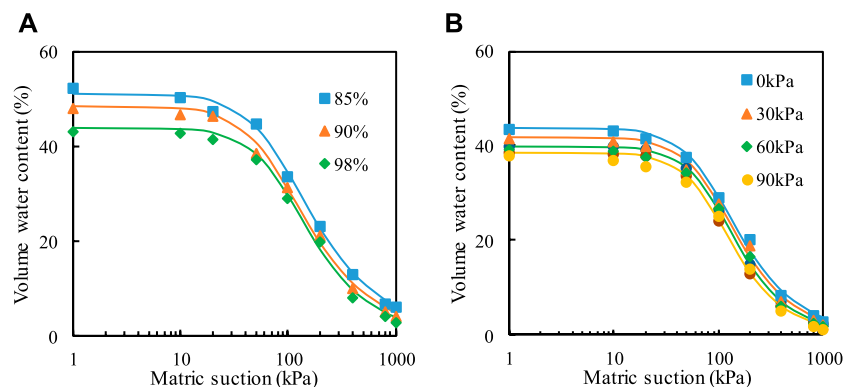 A
Volume water content (%)
60
40
20
0
1
10
100
1000
Matric suction (kPa)
85%
90%
98%
B
Volume water content (%)
60
40
20
0
1
10
100
1000
Matric suction (kPa)
0kPa
30kPa
60kPa
90kPa